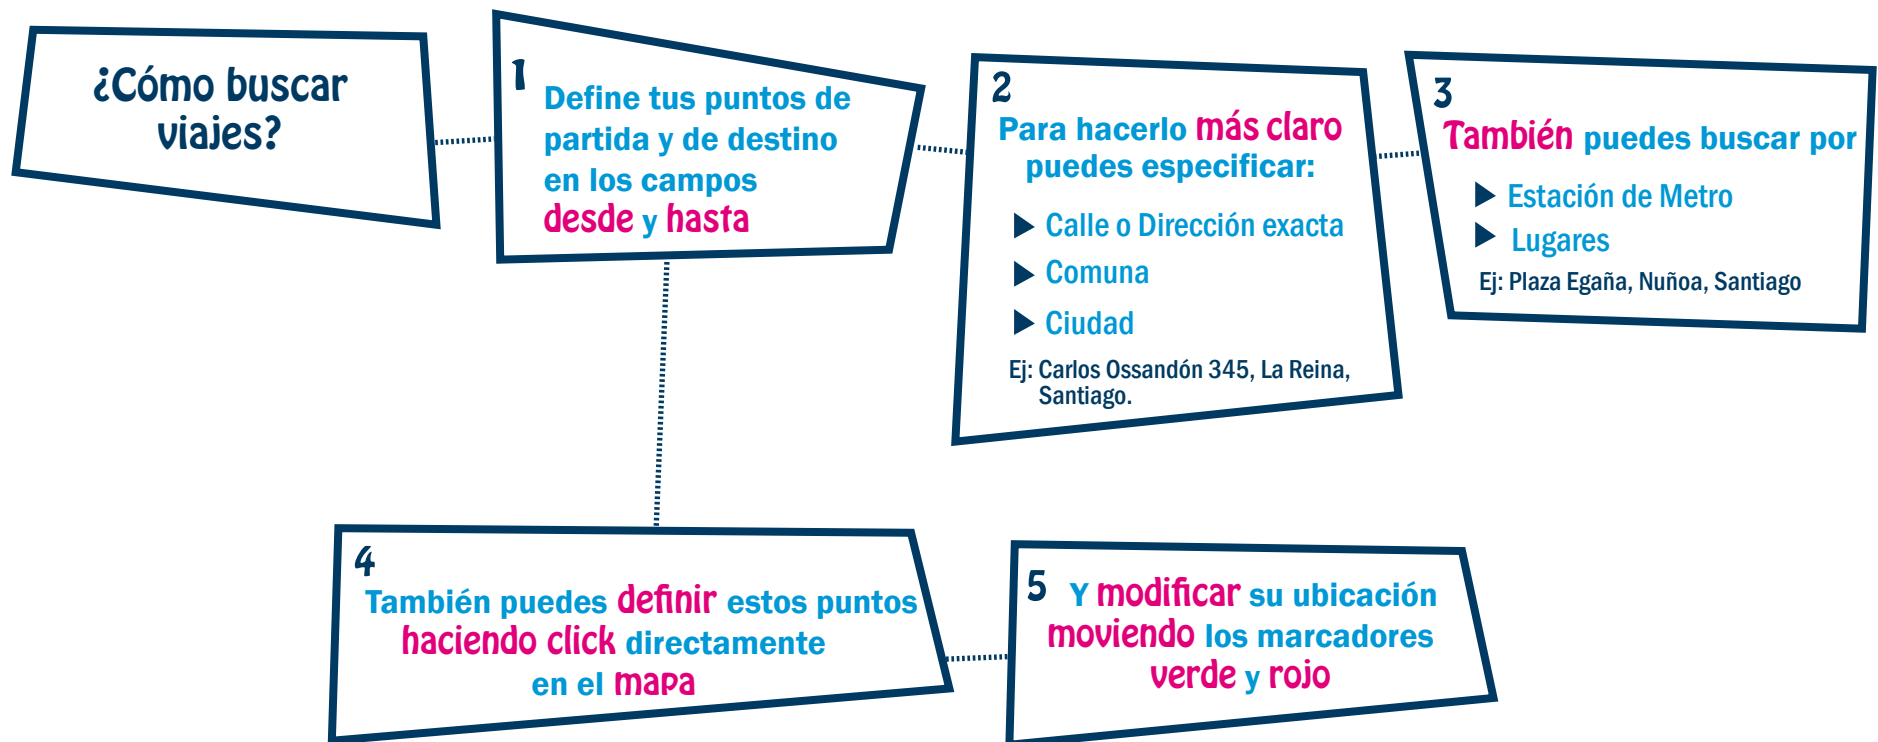 ¿Cómo buscar
viajes?
1
Define tus puntos de
partida y de destino
en los campos
desde y hasta
2
Para hacerlo más claro
puedes especificar:
Calle o Dirección exacta
Comuna
Ciudad
Ej: Carlos Ossandón 345, La Reina,
Santiago.
3
También puedes buscar por
Estación de Metro
Lugares
Ej: Plaza Egaña, Nuñoa, Santiago
4
También puedes definir estos puntos
haciendo click directamente
en el mapa
5
Y modificar su ubicación
moviendo los marcadores
verde y rojo